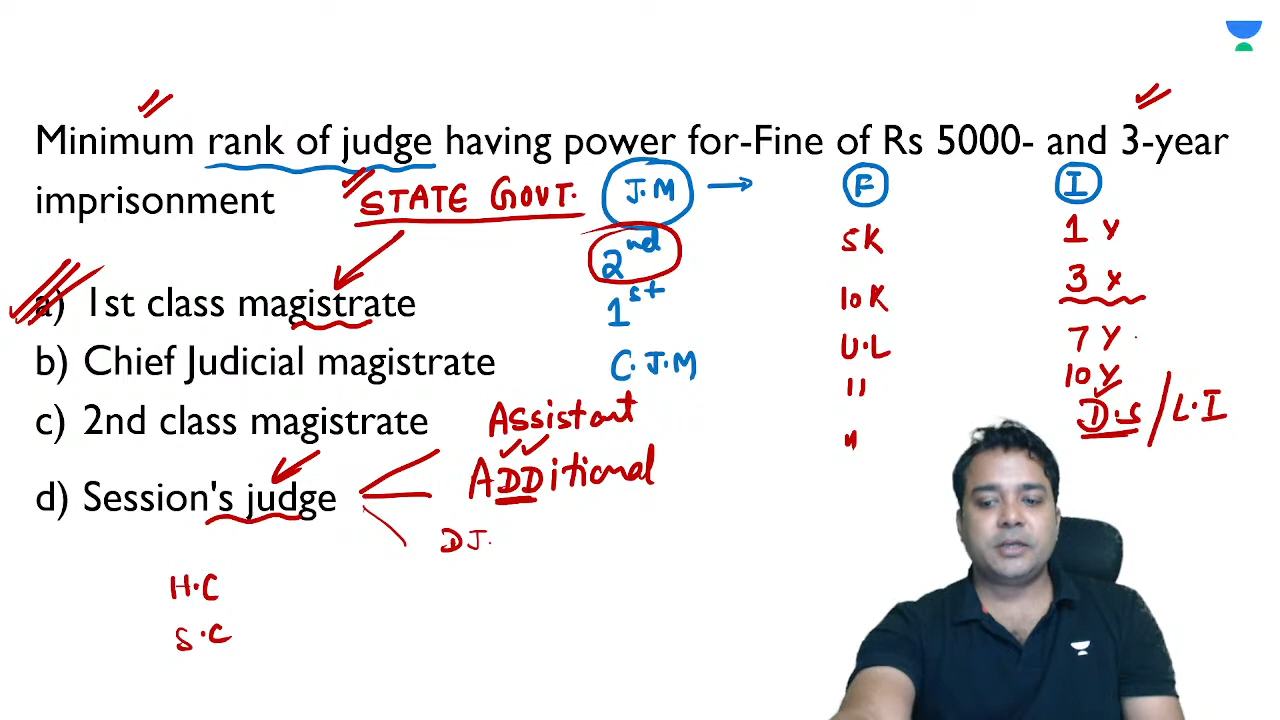 Minimum rank of judge having power for-Fine of Rs 5000- and 3-year
imprisonment
STATE GOVT.
J.M → F I
2nd 5K 1 Y
a) 1st class magistrate
1st 10K 3 Y
b) Chief Judicial magistrate
C.J.M U.L 7 Y
" 10Y
c) 2nd class magistrate
Assistant " D.S/L.I
d) Session's judge
ADDitional
DJ.
H.C
S.C